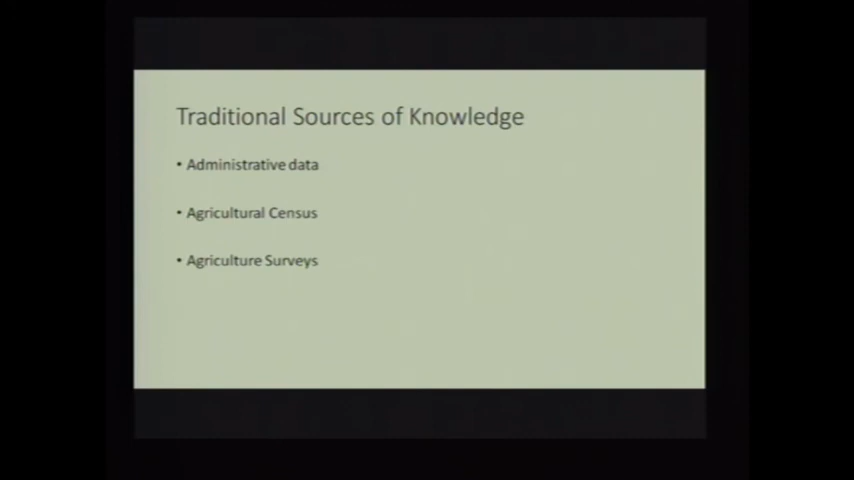 Traditional Sources of Knowledge
• Administrative data
• Agricultural Census
• Agriculture Surveys